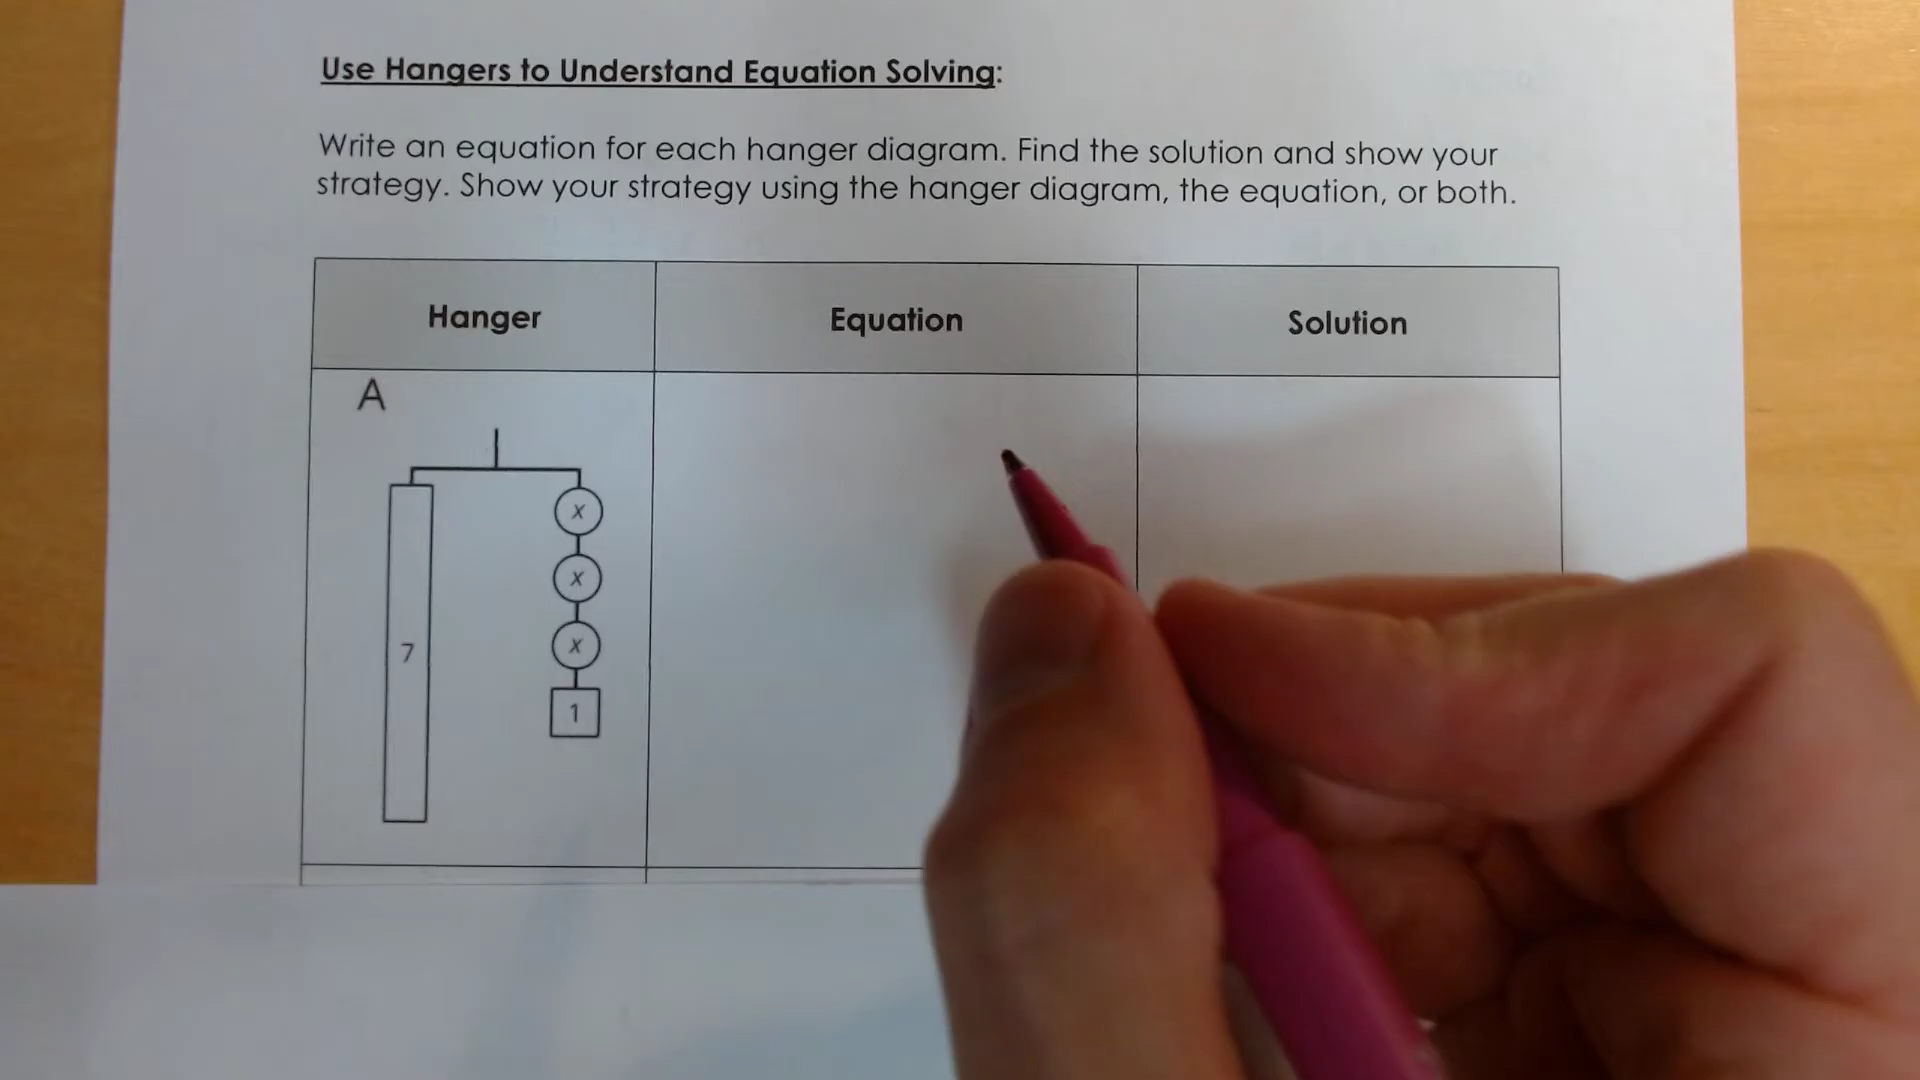 Use Hangers to Understand Equation Solving:
Write an equation for each hanger diagram. Find the solution and show your
strategy. Show your strategy using the hanger diagram, the equation, or both.
Hanger Equation Solution
A
x
x
x
7
1